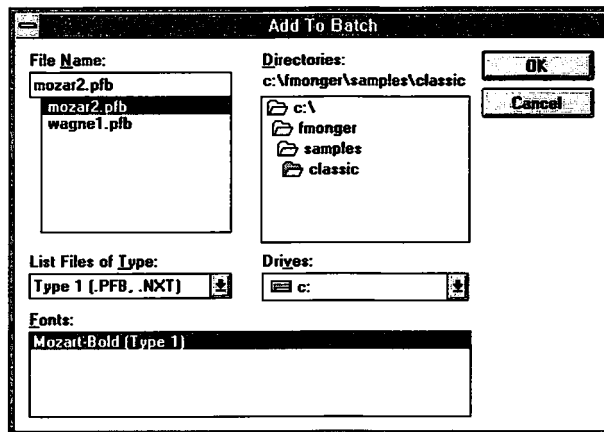 Add To Batch
File Name:
mozar2.pfb
mozar2.pfb
wagne1.pfb
Directories:
c:\fmonger\samples\classic
c:\
fmonger
samples
classic
OK
Cancel
List Files of Type:
Type 1 (.PFB, .NXT)
Drives:
c:
Fonts:
Mozart-Bold (Type 1)